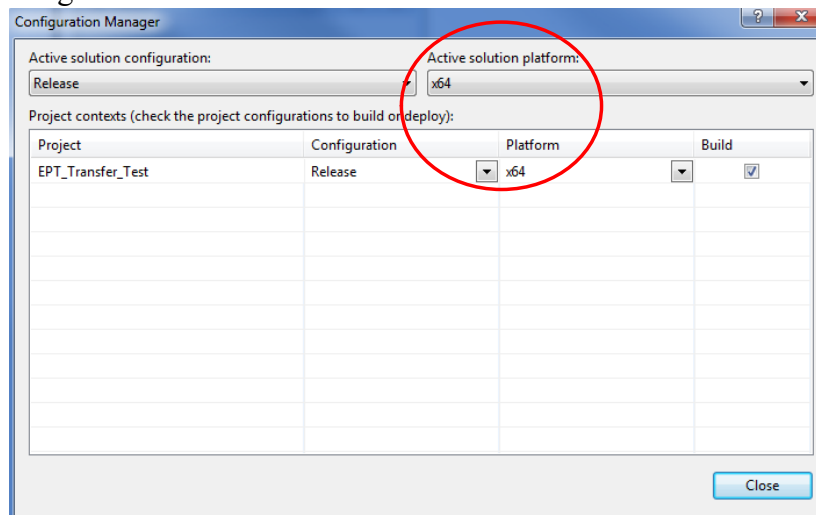 Configuration Manager
Active solution configuration: Active solution platform:
Release x64
Project contexts (check the project configurations to build or deploy):
Project Configuration Platform Build
EPT_Transfer_Test Release x64
Close